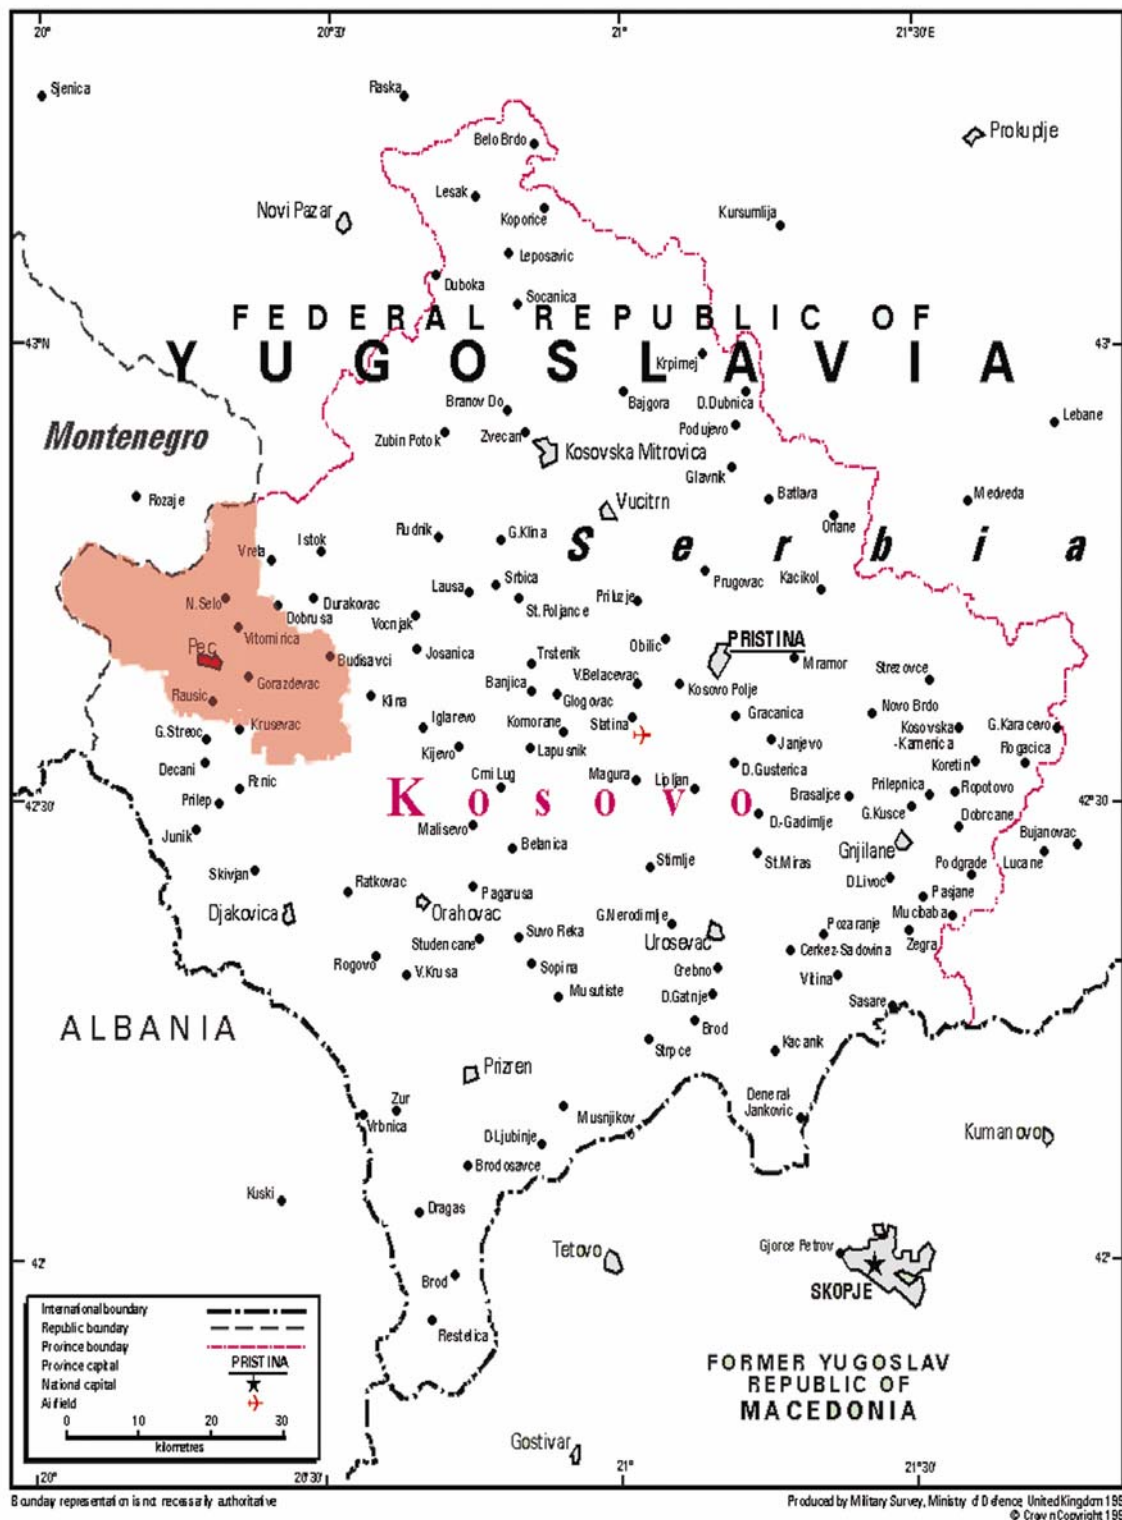 20°
20°30'
21°
21°30'E
Sjenica
Raska
Belo Brdo
Prokuplje
Lesak
Novi Pazar
Koporice
Kursumlija
Leposavic
Duboka
Socanica
FEDERAL REPUBLIC OF
43°N
43'
YUGOSLAVIA
Krpimej
Bajgora
D.Dubnica
Branov Do
Lebane
Montenegro
Zubin Potok
Zvecan
Podujevo
Kosovska Mitrovica
Glavnik
Rozaje
Batlava
Medveda
Vucitrn
Orlane
Rudnik
G.Klina
Serbia
Istok
Vrela
Prugovac
Kacikol
Lausa
Srbica
N.Selo
Durakovac
St.Poljance
Priluzje
Dobrusa
Vocnjak
Vitomirica
Obilic
PRISTINA
Pec
Budisavci
Josanica
Trstenik
Miramor
Strezovce
V.Belacevac
Gorazdevac
Banjica
Kosovo Polje
Rausic
Klina
Glogovac
Novo Brdo
Iglarevo
Komorane
Slatina
Gracanica
Kosovska
-Kamenica
G.Karacevo
Krusevac
G.Streoc
Kijevo
Lapusnik
Janjevo
Rogacica
Decani
Crni Lug
Magura
Lipljan
D.Gusterica
Koretin
Prilepnica
Ropotovo
Prilep
Kosovo
Brasaljce
42°30
42°30
G.Kusce
Dobrcane
Malisevo
D.-Gadimlje
Junik
Belanica
Gnjilane
Bujanovac
Stimlje
St.Miras
Podgrade
Lucane
Skivjan
Ratkovac
Pagarusa
D.Livoc
Pasjane
Djakovica
Orahovac
G.Nerodimlje
Mucibaba
Studencane
Suvo Reka
Urosevac
Pozaranje
Zegra
Cerkez-Sadovina
Rogovo
V.Krusa
Sopina
Grebno
Vitina
Musutiste
D.Gatnje
Sasare
ALBANIA
Brod
Strpce
Kacanik
Prizren
Zur
Vrbnica
Musnjikov
Deneral
Jankovic
D.Ljubinje
Kumanovo
Brodosavce
Kuski
Dragas
Tetovo
Gjorce Petrov
42'
42'
Brod
SKOPJE
Restelica
International boundary
Republic boundary
Province boundary
Province capital
PRISTINA
National capital
Airfield
0 10 20 30
kilometres
FORMER YUGOSLAV
REPUBLIC OF
MACEDONIA
Gostivar
20°
20°30'
21°
21°30'
Boundary representation is not necessarily authoritative
Produced by Military Survey, Ministry of Defence, United Kingdom 199
© Crown Copyright 199